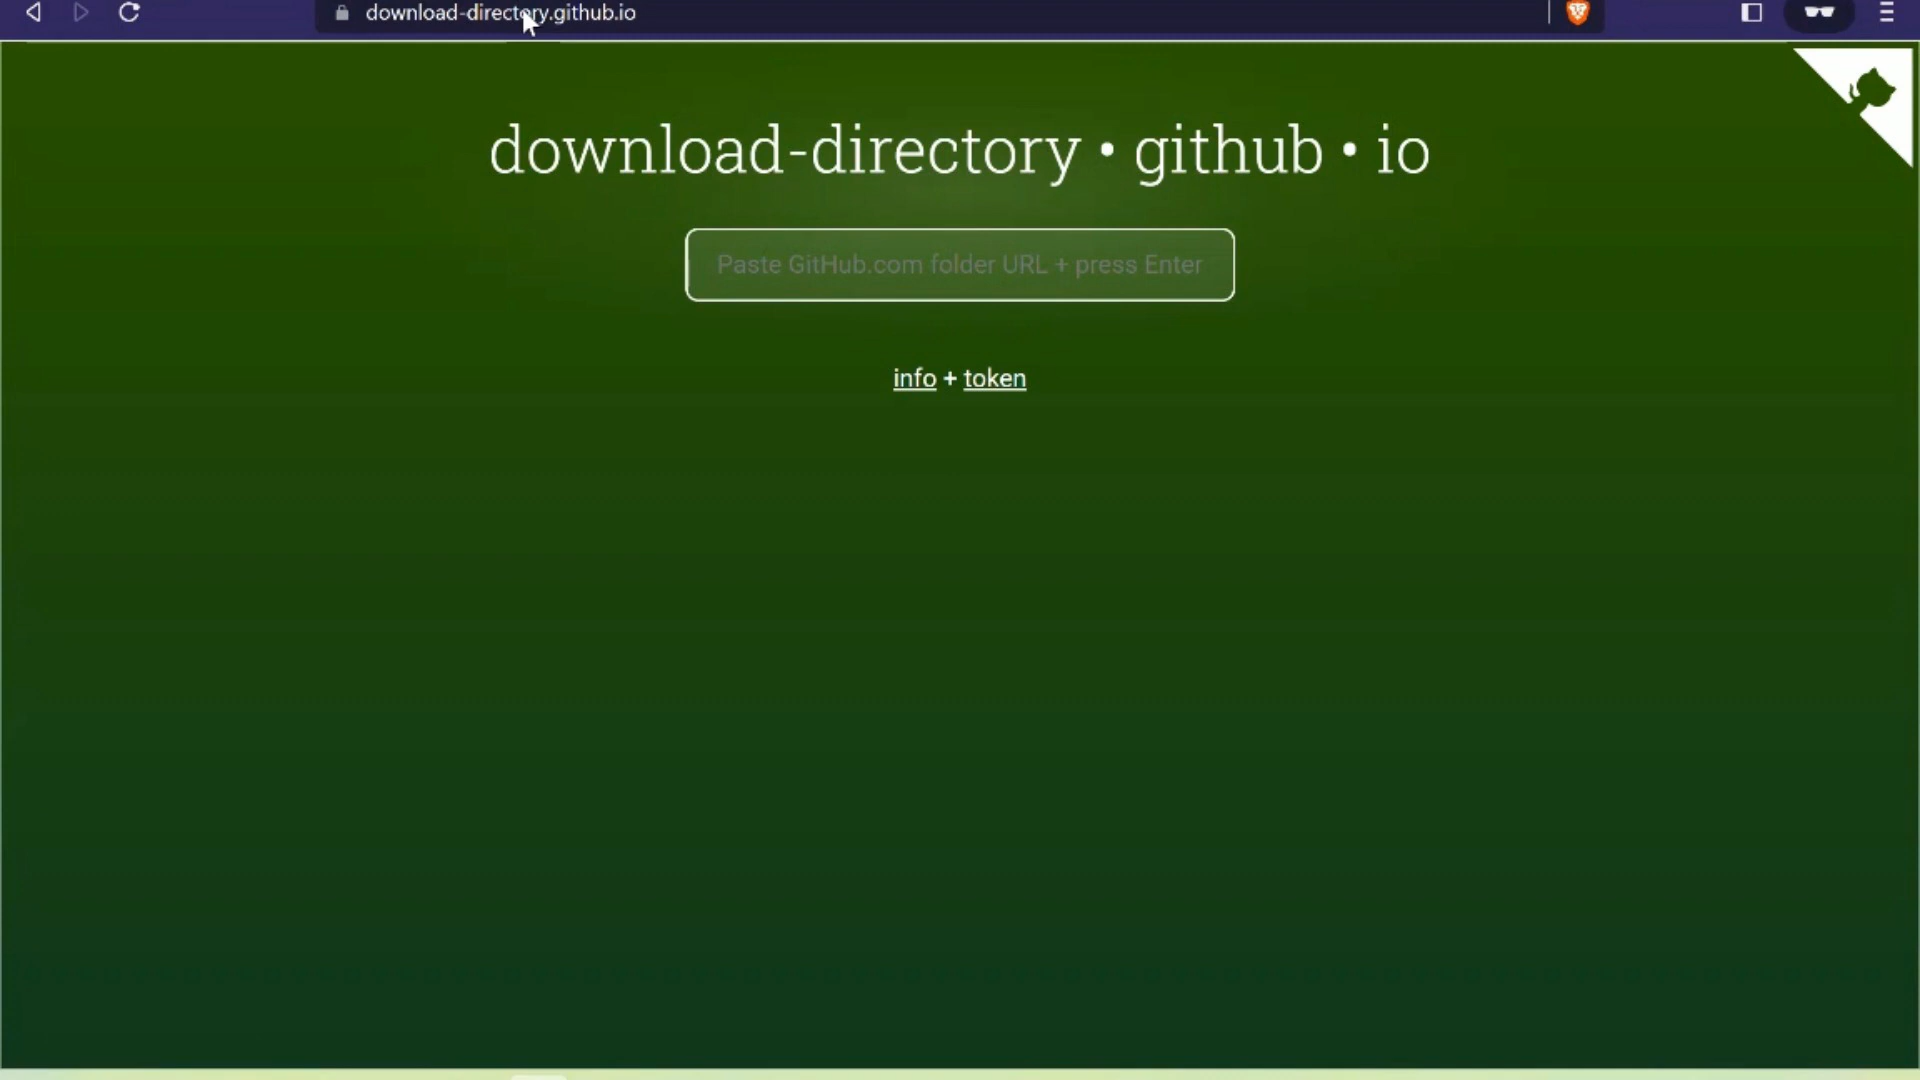 download-directory.github.io
download-directory • github • io
Paste GitHub.com folder URL + press Enter
info + token